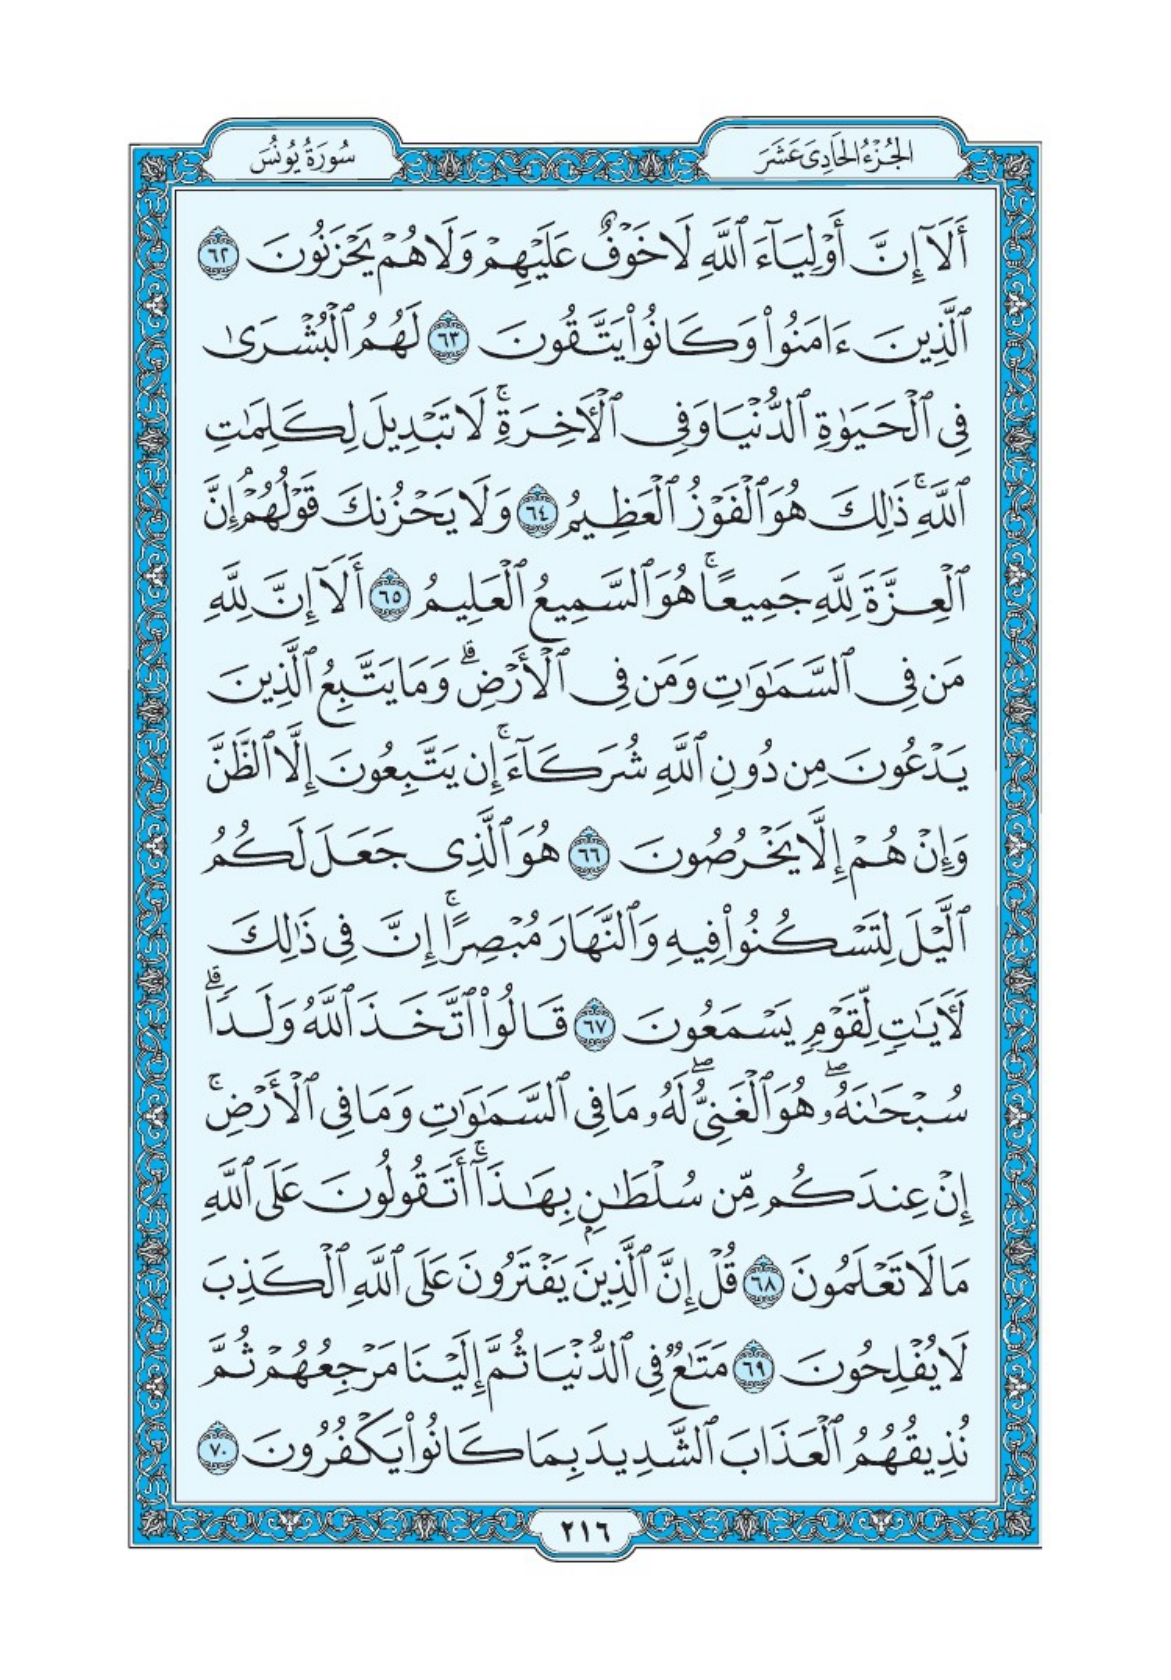 الجُزْءُ الحَادِيَ عَشَرَ
سُورَةُ يُونُسَ
أَلَآ إِنَّ أَوْلِيَآءَ ٱللَّهِ لَا خَوْفٌ عَلَيْهِمْ وَلَا هُمْ يَحْزَنُونَ ٦٢
ٱلَّذِينَ ءَامَنُوا۟ وَكَانُوا۟ يَتَّقُونَ ٦٣ لَهُمُ ٱلْبُشْرَىٰ
فِى ٱلْحَيَوٰةِ ٱلدُّنْيَا وَفِى ٱلْـَٔاخِرَةِ ۚ لَا تَبْدِيلَ لِكَلِمَـٰتِ
ٱللَّهِ ۚ ذَٰلِكَ هُوَ ٱلْفَوْزُ ٱلْعَظِيمُ ٦٤ وَلَا يَحْزُنكَ قَوْلُهُمْ ۘ إِنَّ
ٱلْعِزَّةَ لِلَّهِ جَمِيعًا ۚ هُوَ ٱلسَّمِيعُ ٱلْعَلِيمُ ٦٥ أَلَآ إِنَّ لِلَّهِ
مَن فِى ٱلسَّمَـٰوَٰتِ وَمَن فِى ٱلْأَرْضِ ۗ وَمَا يَتَّبِعُ ٱلَّذِينَ
يَدْعُونَ مِن دُونِ ٱللَّهِ شُرَكَآءَ ۚ إِن يَتَّبِعُونَ إِلَّا ٱلظَّنَّ
وَإِنْ هُمْ إِلَّا يَخْرُصُونَ ٦٦ هُوَ ٱلَّذِى جَعَلَ لَكُمُ
ٱلَّيْلَ لِتَسْكُنُوا۟ فِيهِ وَٱلنَّهَارَ مُبْصِرًا ۚ إِنَّ فِى ذَٰلِكَ
لَـَٔايَـٰتٍ لِّقَوْمٍ يَسْمَعُونَ ٦٧ قَالُوا۟ ٱتَّخَذَ ٱللَّهُ وَلَدًا ۗ
سُبْحَـٰنَهُۥ ۖ هُوَ ٱلْغَنِىُّ ۖ لَهُۥ مَا فِى ٱلسَّمَـٰوَٰتِ وَمَا فِى ٱلْأَرْضِ ۚ
إِنْ عِندَكُم مِّن سُلْطَـٰنٍۭ بِهَـٰذَآ ۚ أَتَقُولُونَ عَلَى ٱللَّهِ
مَا لَا تَعْلَمُونَ ٦٨ قُلْ إِنَّ ٱلَّذِينَ يَفْتَرُونَ عَلَى ٱللَّهِ ٱلْكَذِبَ
لَا يُفْلِحُونَ ٦٩ مَتَـٰعٌ فِى ٱلدُّنْيَا ثُمَّ إِلَيْنَا مَرْجِعُهُمْ ثُمَّ
نُذِيقُهُمُ ٱلْعَذَابَ ٱلشَّدِيدَ بِمَا كَانُوا۟ يَكْفُرُونَ ٧٠
٢١٦